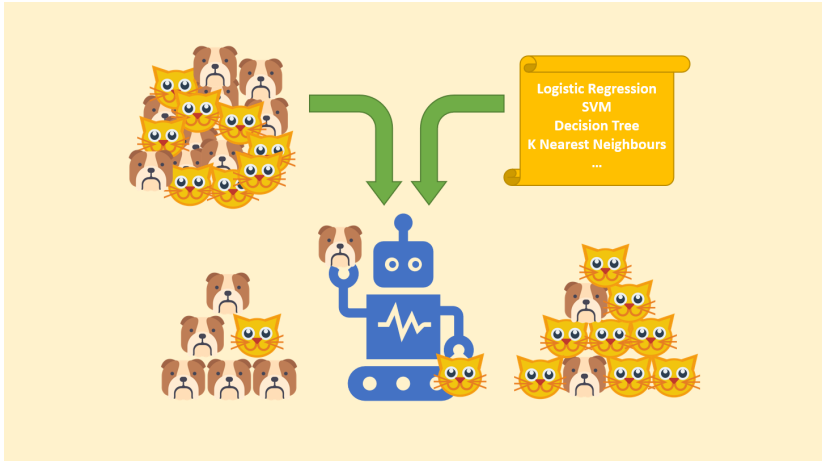 Logistic Regression
SVM
Decision Tree
K Nearest Neighbours
...